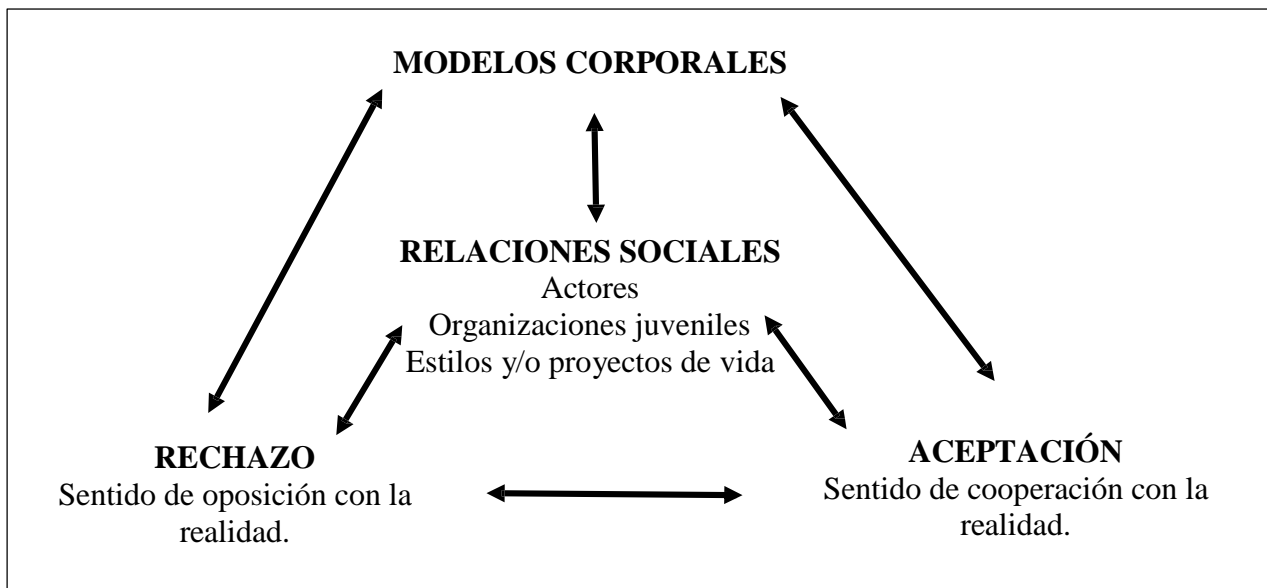 MODELOS CORPORALES
RELACIONES SOCIALES
Actores
Organizaciones juveniles
Estilos y/o proyectos de vida
RECHAZO
Sentido de oposición con la
realidad.
ACEPTACIÓN
Sentido de cooperación con la
realidad.